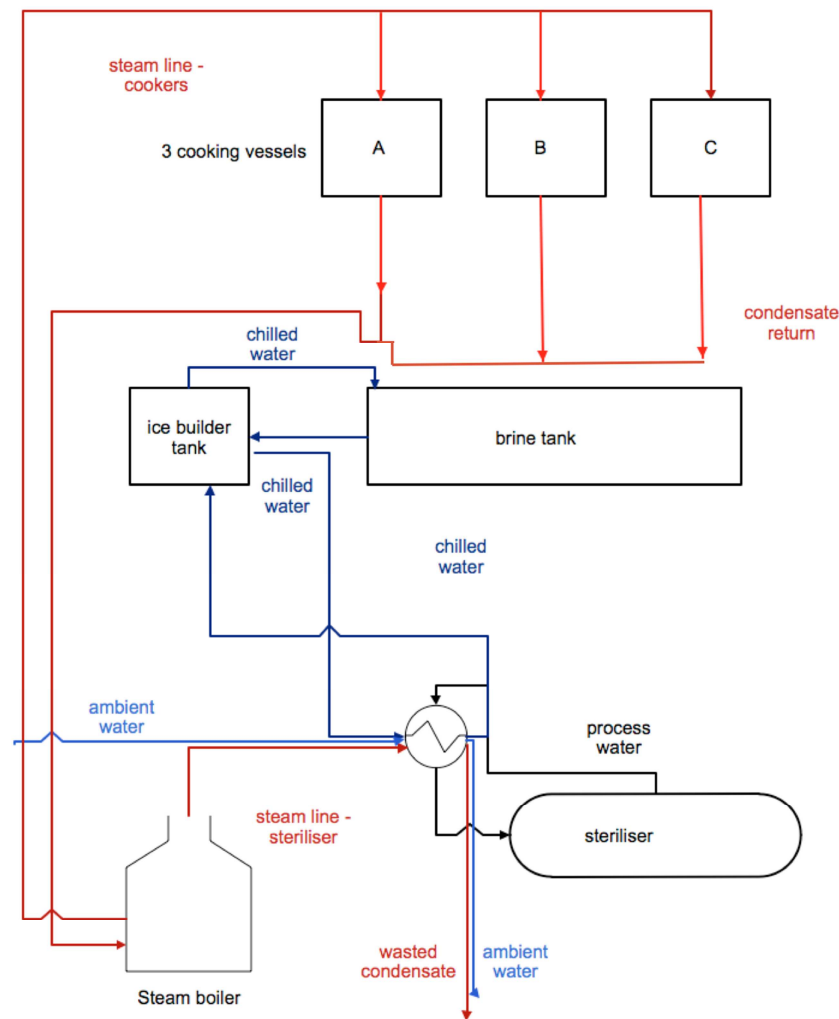 steam line -
cookers
3 cooking vessels
A
B
C
condensate
return
chilled
water
ice builder
tank
brine tank
chilled
water
chilled
water
ambient
water
process
water
steam line -
steriliser
steriliser
wasted
condensate
ambient
water
Steam boiler